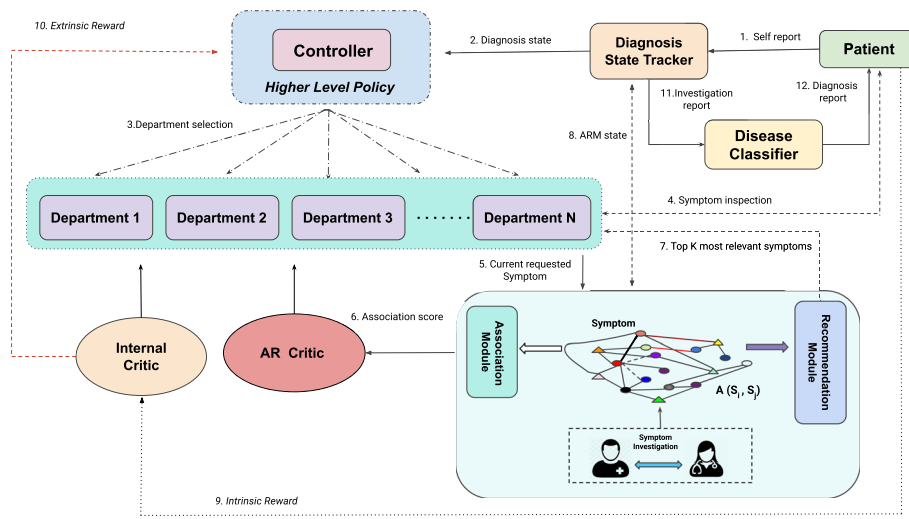 10. Extrinsic Reward
Controller
Higher Level Policy
2. Diagnosis state
Diagnosis
State Tracker
1. Self report
Patient
11.Investigation
report
12. Diagnosis
report
Disease
Classifier
3.Department selection
8. ARM state
4. Symptom inspection
Department 1
Department 2
Department 3
Department N
7. Top K most relevant symptoms
5. Current requested
Symptom
6. Association score
Internal
Critic
AR Critic
Association
Module
Symptom
A (Si , Sj)
Recommendation
Module
Symptom
Investigation
9. Intrinsic Reward